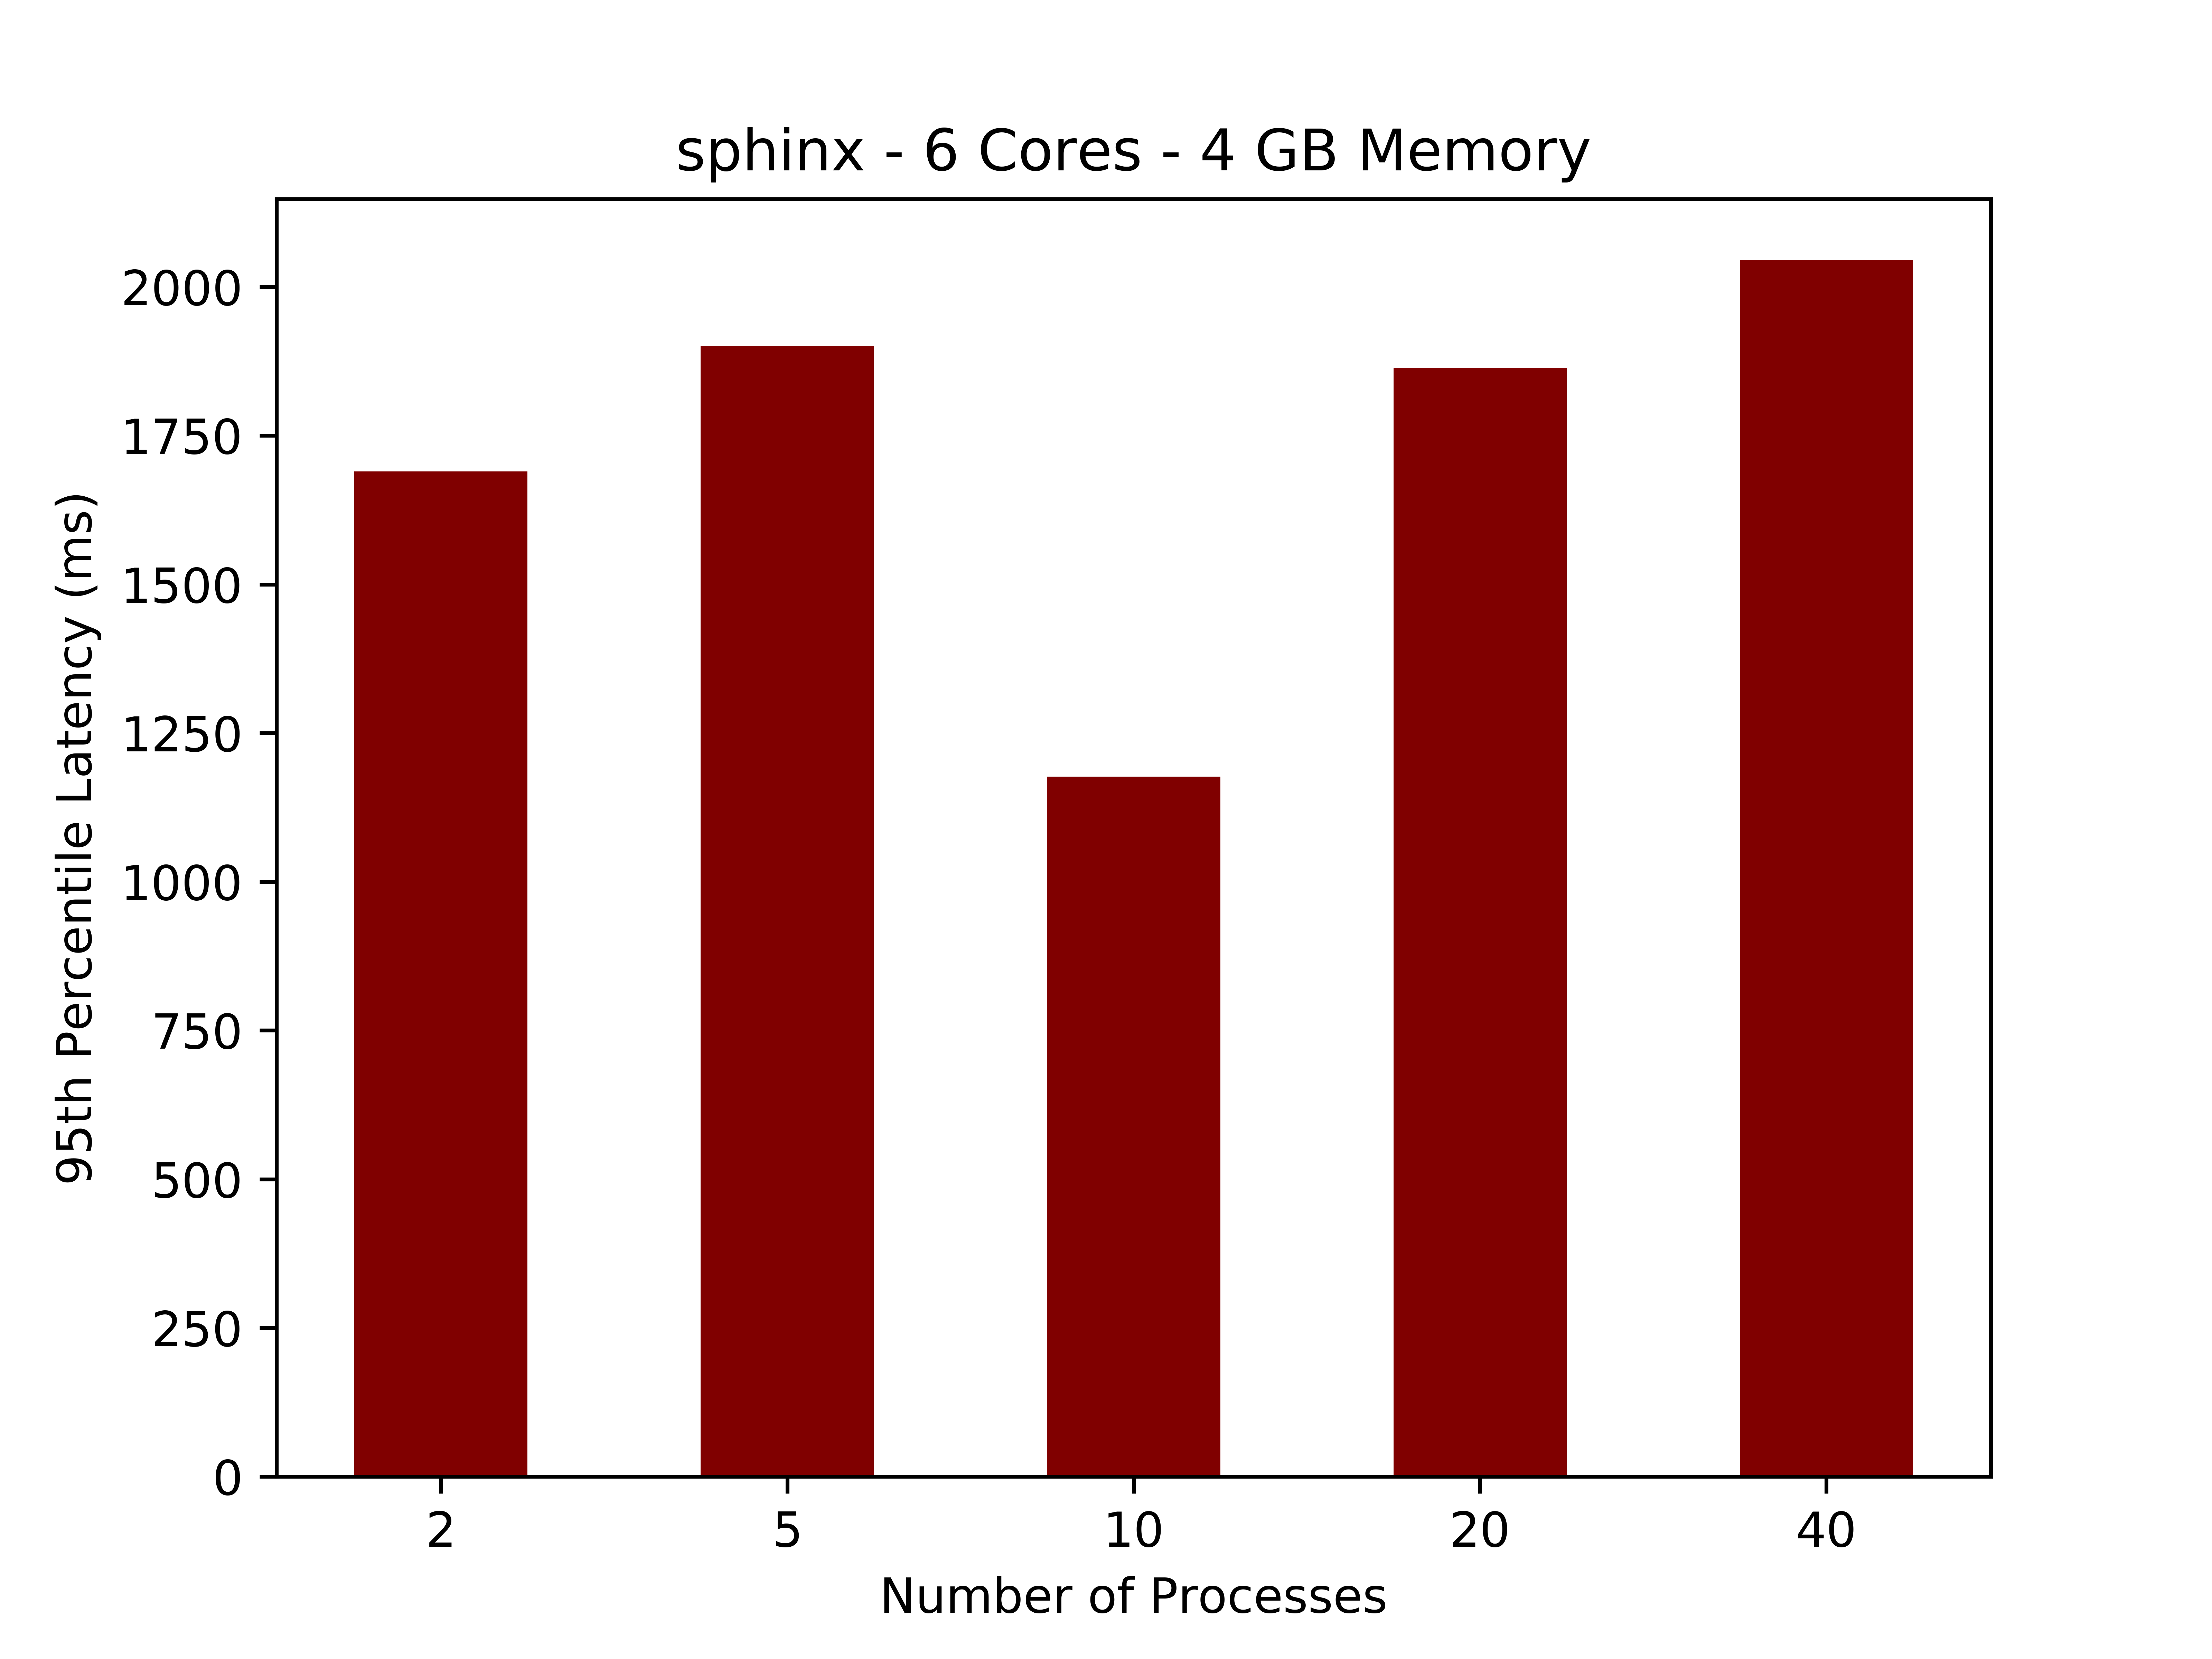 sphinx - 6 Cores - 4 GB Memory
95th Percentile Latency (ms)
2000
1750
1500
1250
1000
750
500
250
0
2 5 10 20 40
Number of Processes